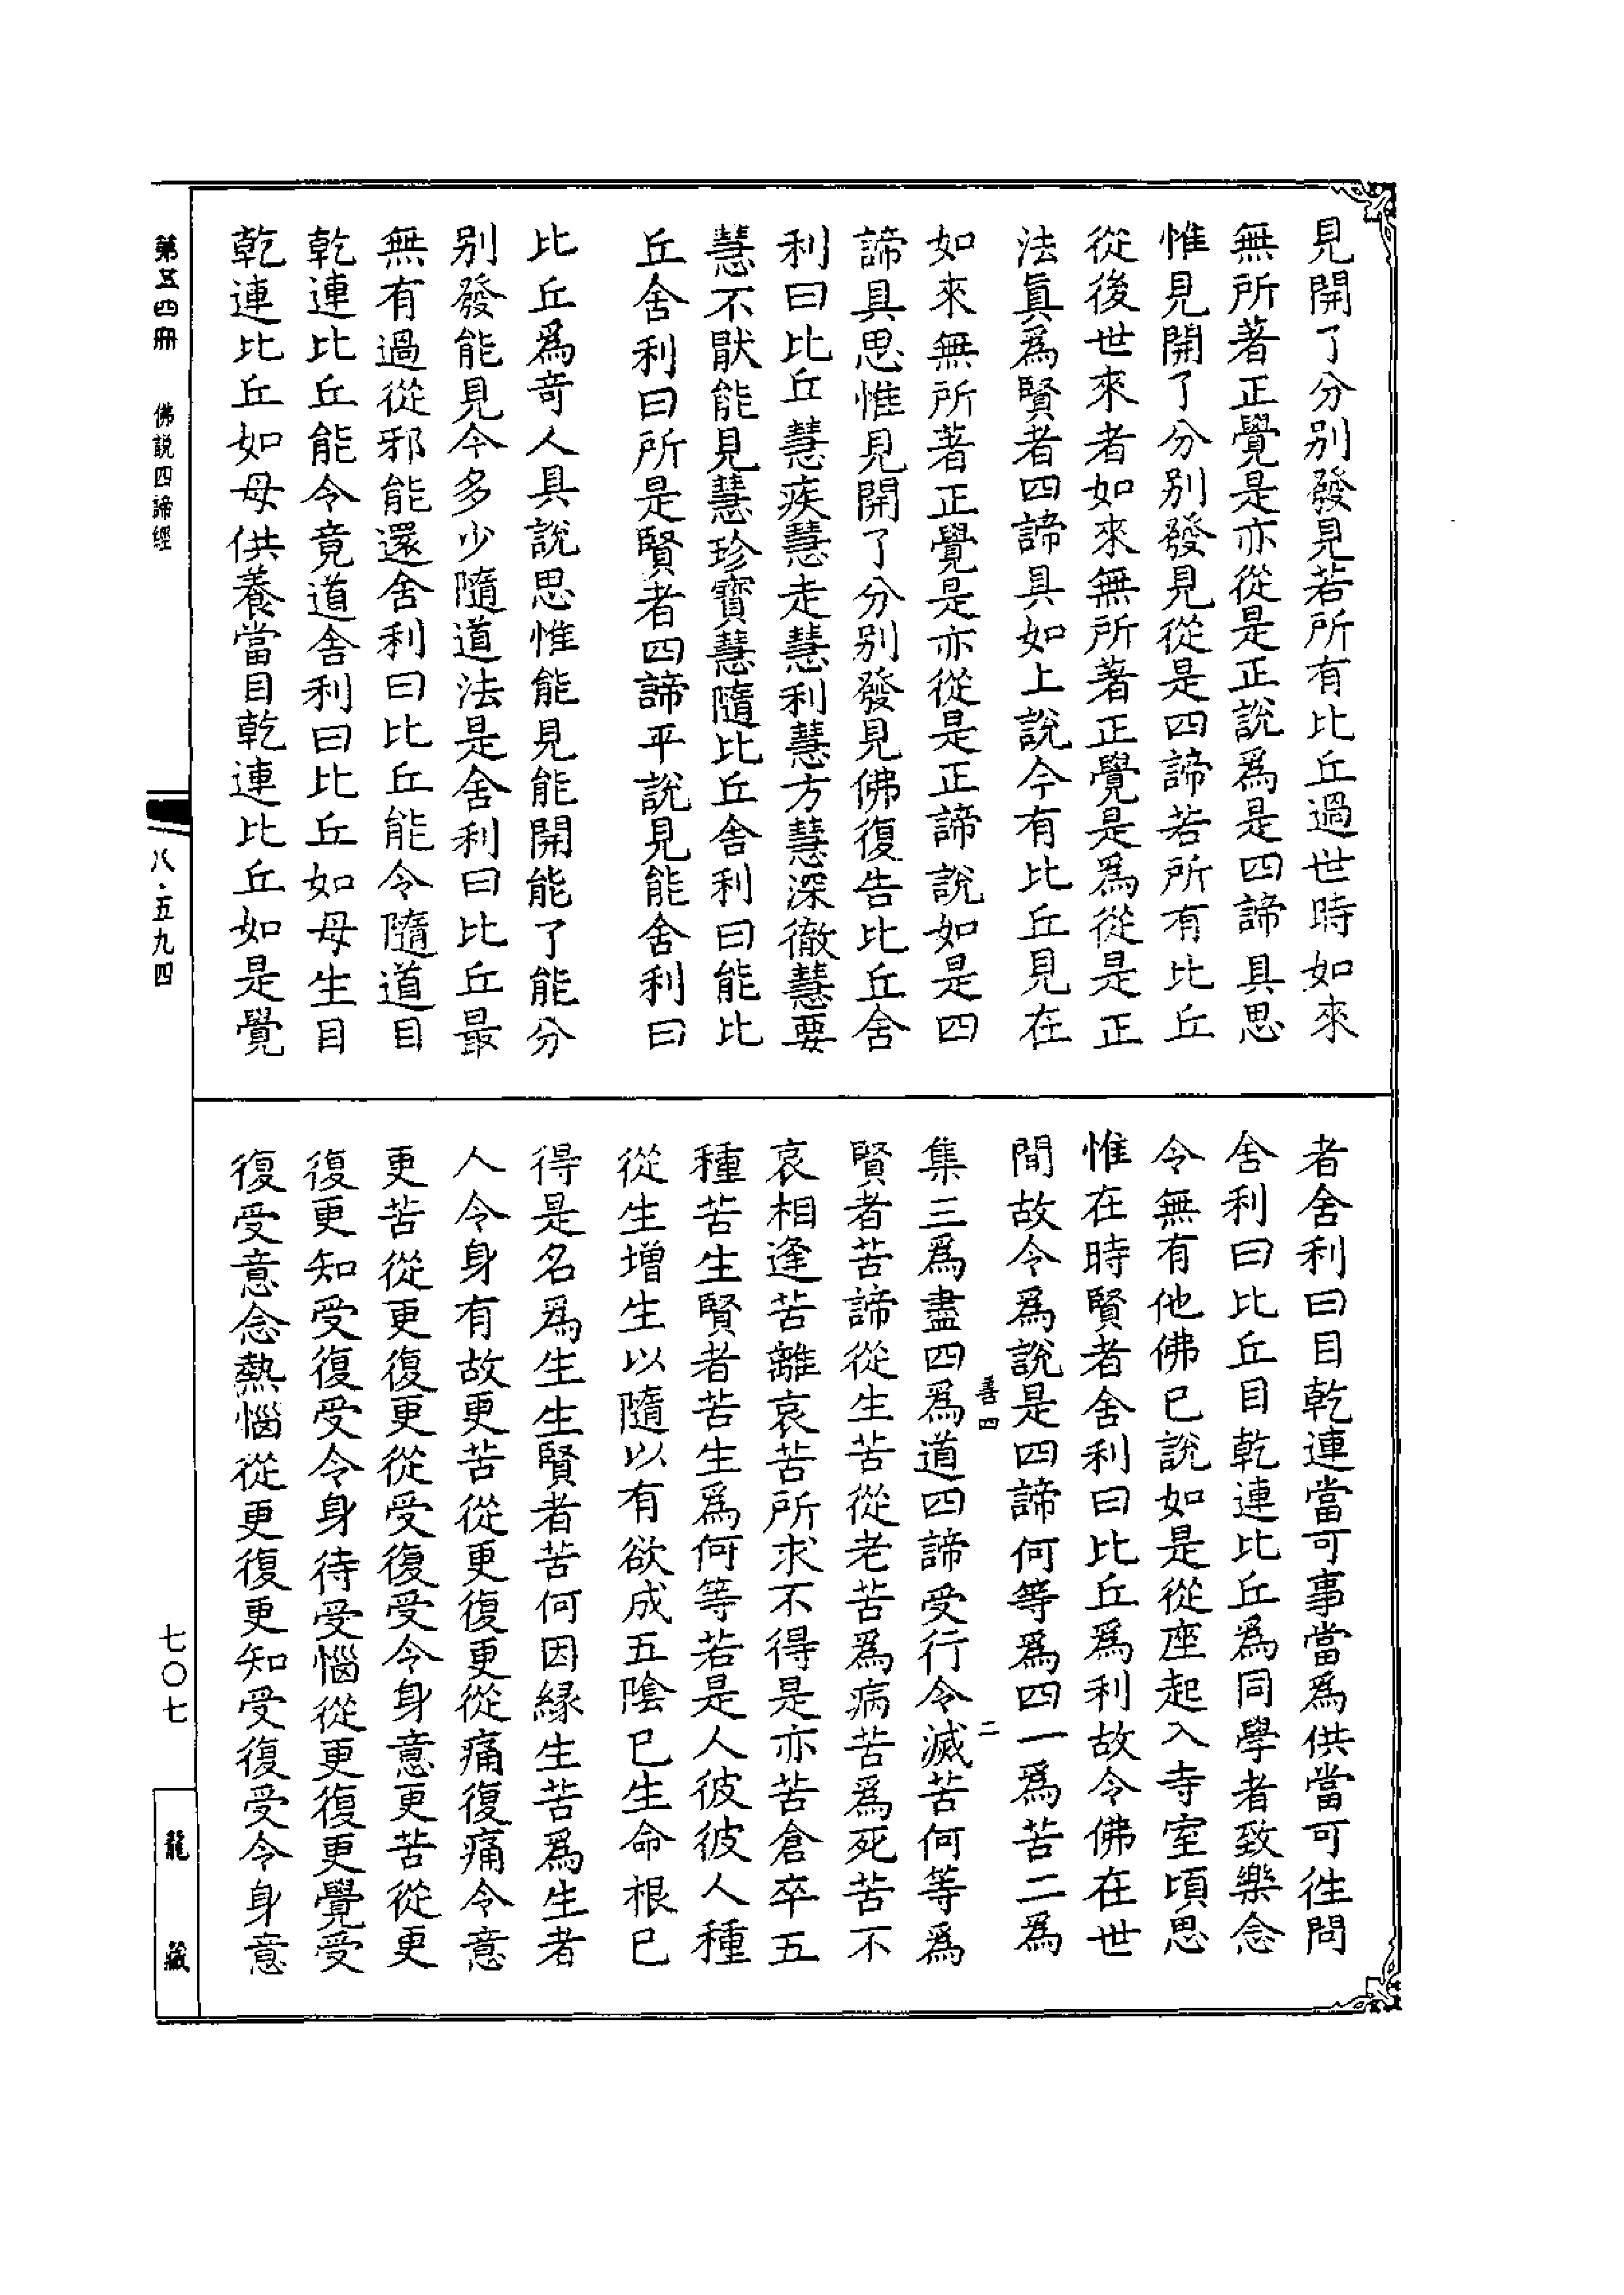 見開了分別發見若所有比丘過世時如來
無所著正覺是亦從是正說為是四諦具思
惟見開了分別發見從是四諦若所有比丘
從後世來者如來無所著正覺是爲從是正
法眞爲賢者四諦具如上說今有比丘見在
如來無所著正覺是亦從是正諦說如是四
諦具思惟見開了分別發見佛復告比丘舍
利曰比丘慧疾慧走慧利慧方慧深徹慧要
慧不厭能見慧珍寶慧隨比丘舍利曰能比
丘舍利曰所是賢者四諦平說見能舍利曰
比丘爲奇人具說思惟能見能開能了能分
別發能見令多少隨道法是舍利曰比丘最
無有過從邪能還舍利曰比丘能令隨道目
乾連比丘能令竟道舍利曰比丘如母生目
乾連比丘如母供養當目乾連比丘如是覺
者舍利曰目乾連當可事當爲供當可往問
舍利曰比丘目乾連比丘爲同學者致樂念
令無有他佛已說如是從座起入寺室頃思
惟在時賢者舍利曰比丘爲利故令佛在世
間故令爲說是四諦何等爲四一爲苦二爲
善四 二
集三爲盡四爲道四諦受行令滅苦何等爲
賢者苦諦從生苦從老苦爲病苦爲死苦不
哀相逢苦離哀苦所求不得是亦苦倉卒五
種苦生賢者苦生爲何等若是人彼彼人種
從生增生以隨以有欲成五陰已生命根已
得是名爲生生賢者苦何因緣生苦爲生者
人令身有故更苦從更復更從痛復痛令意
更苦從更復更從受復受令身意更苦從更
復更知受復受令身待受惱從更復更覺受
復受意念熱惱從更復更知受復受令身意
第五四冊 佛説四諦經
八·五九四
七〇七
龍藏